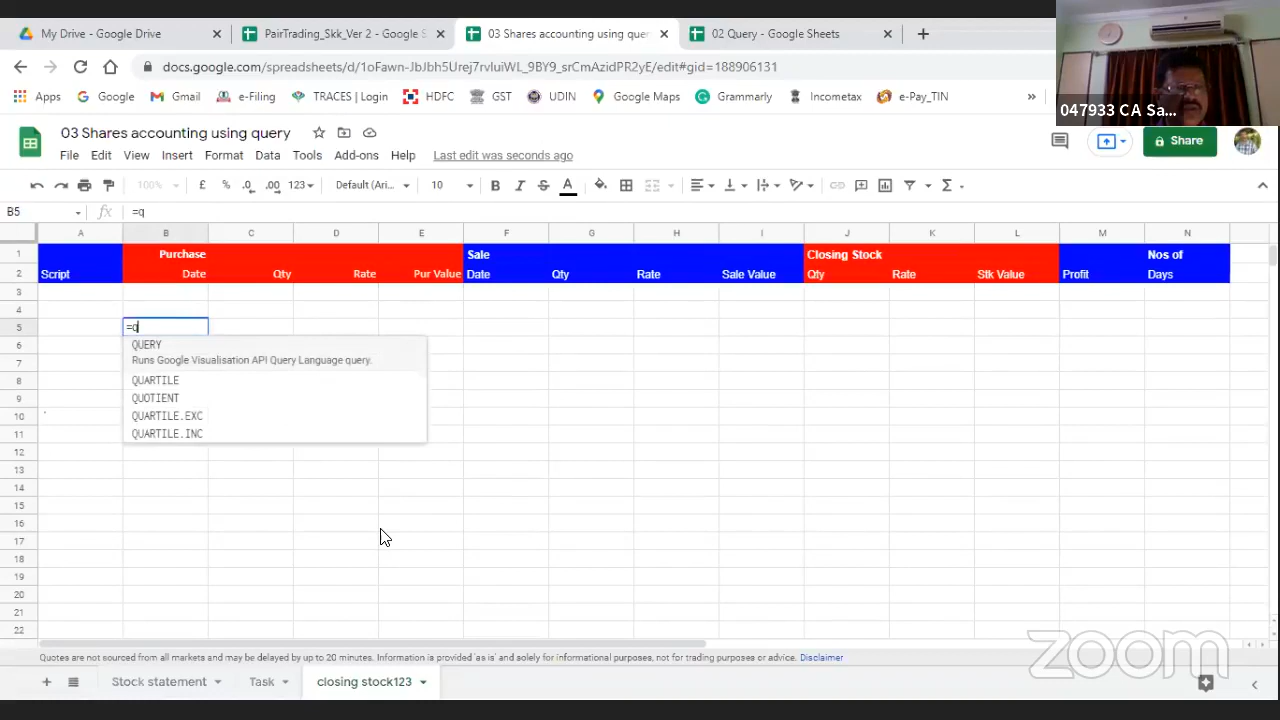 My Drive - Google Drive
PairTrading_Skk_Ver 2 - Google S
03 Shares accounting using quer
02 Query - Google Sheets
docs.google.com/spreadsheets/d/1oFawn-JbJbh5Urej7rvluiWL_9BY9_srCmAzidPR2yE/edit#gid=188906131
Apps
Google
Gmail
e-Filing
TRACES | Login
HDFC
GST
UDIN
Google Maps
Grammarly
Incometax
e-Pay_TIN
»
047933 CA Sa...
03 Shares accounting using query
File Edit View Insert Format Data Tools Add-ons Help Last edit was seconds ago
Share
100% £ % .0 .00 123 Default (Ari... 10 B I S A Σ
B5 fx =q
A B C D E F G H I J K L M N
1 Purchase Sale Closing Stock Nos of
2 Script Date Qty Rate Pur Value Date Qty Rate Sale Value Qty Rate Stk Value Profit Days
3
4
5 =q
6 QUERY
Runs Google Visualisation API Query Language query.
7
8 QUARTILE
9 QUOTIENT
10 ' QUARTILE.EXC
11 QUARTILE.INC
12
13
14
15
16
17
18
19
20
21
22
Quotes are not sourced from all markets and may be delayed by up to 20 minutes. Information is provided 'as is' and solely for informational purposes, not for trading purposes or advice. Disclaimer
zoom
Stock statement
Task
closing stock123